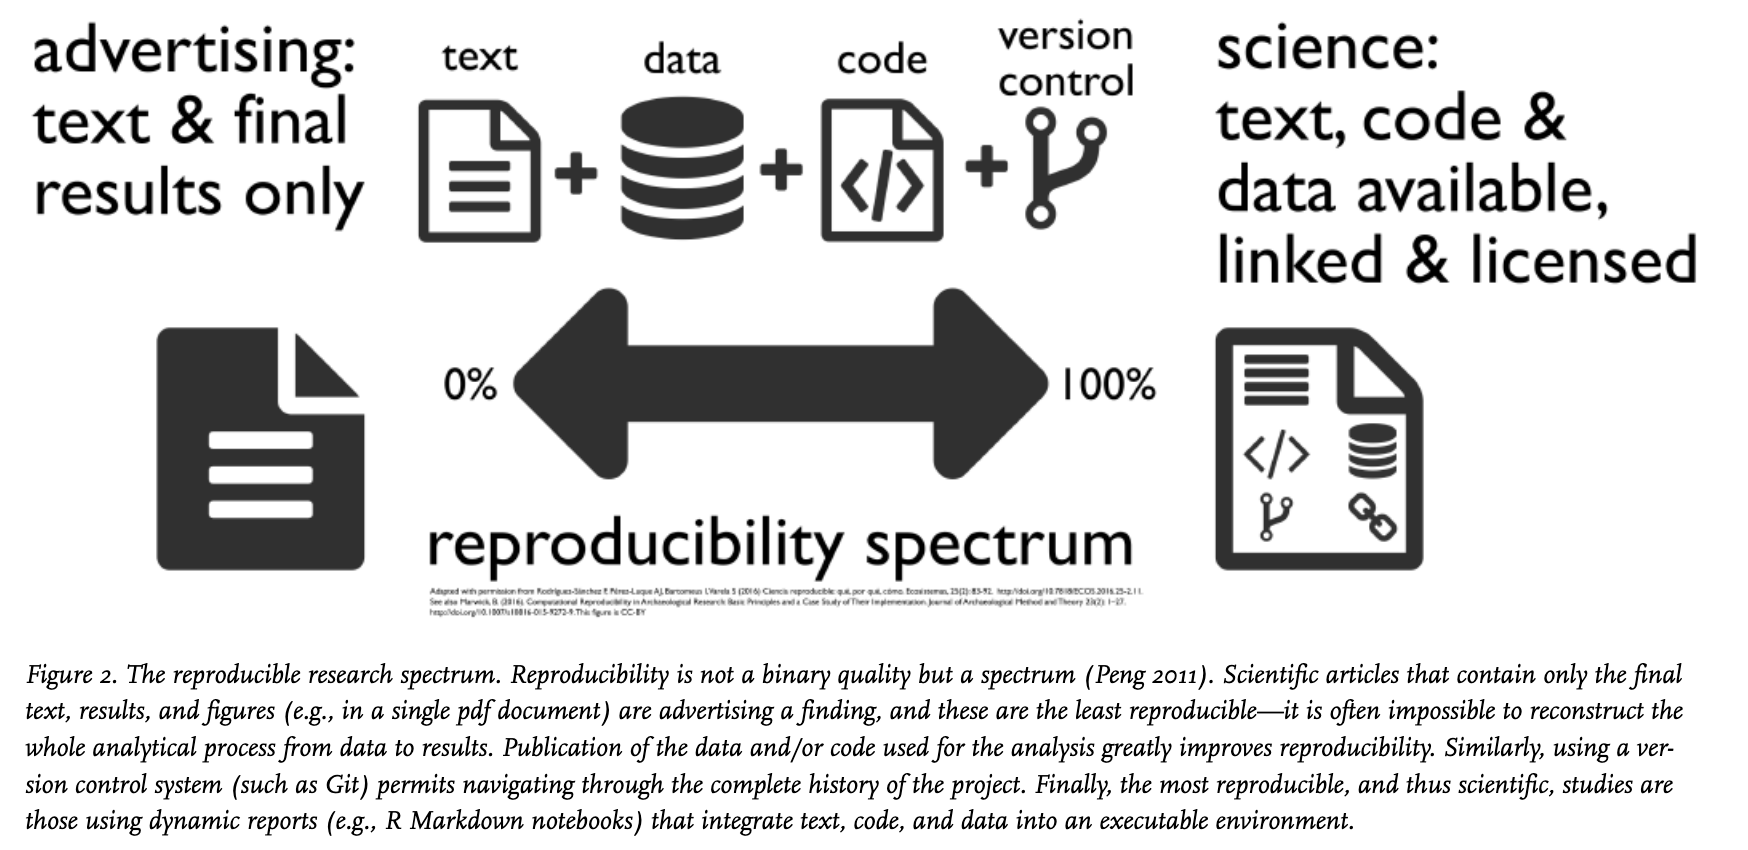 advertising:
text & final
results only
text
data
code
version
control
science:
text, code &
data available,
linked & licensed
0%
100%
reproducibility spectrum
Adapted with permission from Rodríguez-Sánchez F, Pérez-Luque AJ, Bartomeus I, Varela S (2016) Ciencia reproducible: qué, por qué, cómo. Ecosistemas, 25(2): 83-92. http://doi.org/10.7818/ECOS.2016.25-2.11.
See also Marwick, B. (2016). Computational Reproducibility in Archaeological Research: Basic Principles and a Case Study of Their Implementation. Journal of Archaeological Method and Theory 23(2): 1–27.
http://doi.org/10.1007/s10816-015-9272-9. This figure is CC-BY
Figure 2. The reproducible research spectrum. Reproducibility is not a binary quality but a spectrum (Peng 2011). Scientific articles that contain only the final
text, results, and figures (e.g., in a single pdf document) are advertising a finding, and these are the least reproducible—it is often impossible to reconstruct the
whole analytical process from data to results. Publication of the data and/or code used for the analysis greatly improves reproducibility. Similarly, using a ver-
sion control system (such as Git) permits navigating through the complete history of the project. Finally, the most reproducible, and thus scientific, studies are
those using dynamic reports (e.g., R Markdown notebooks) that integrate text, code, and data into an executable environment.